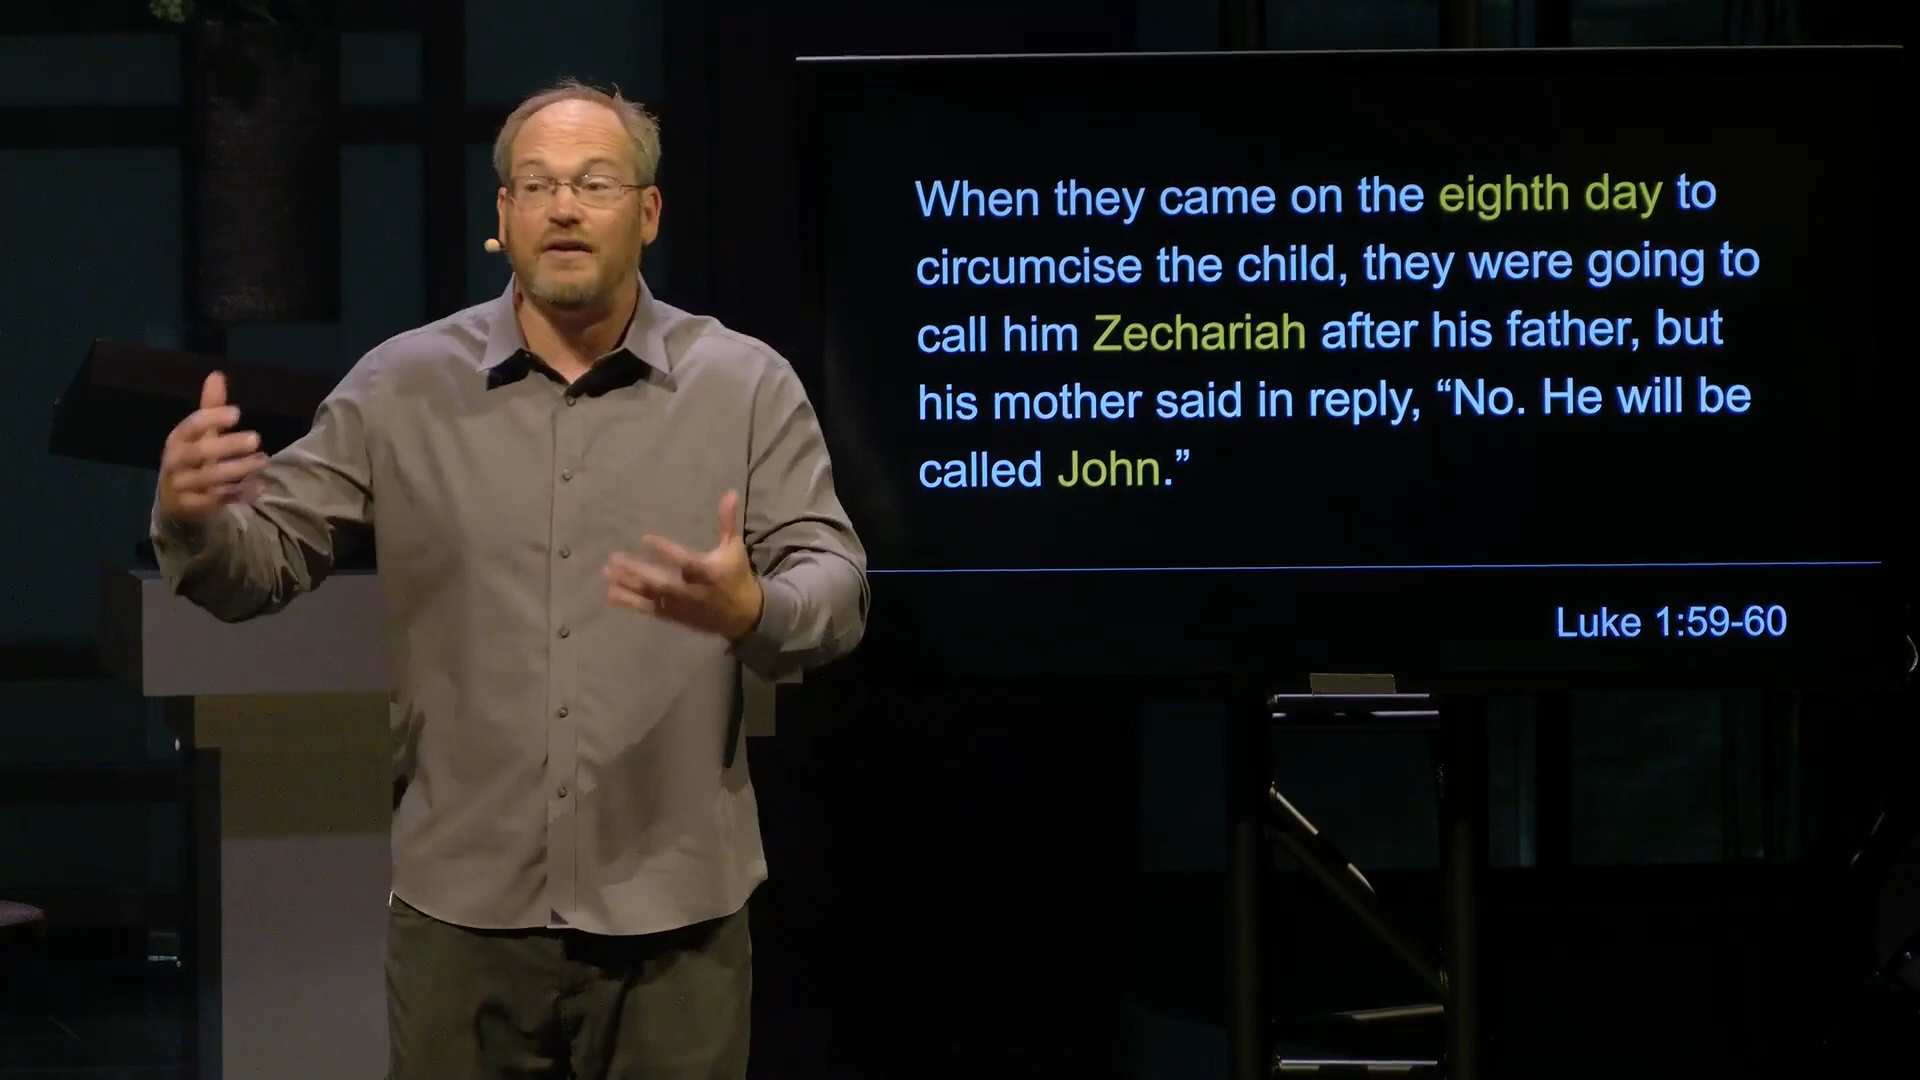 When they came on the eighth day to
circumcise the child, they were going to
call him Zechariah after his father, but
his mother said in reply, “No. He will be
called John.”
Luke 1:59-60